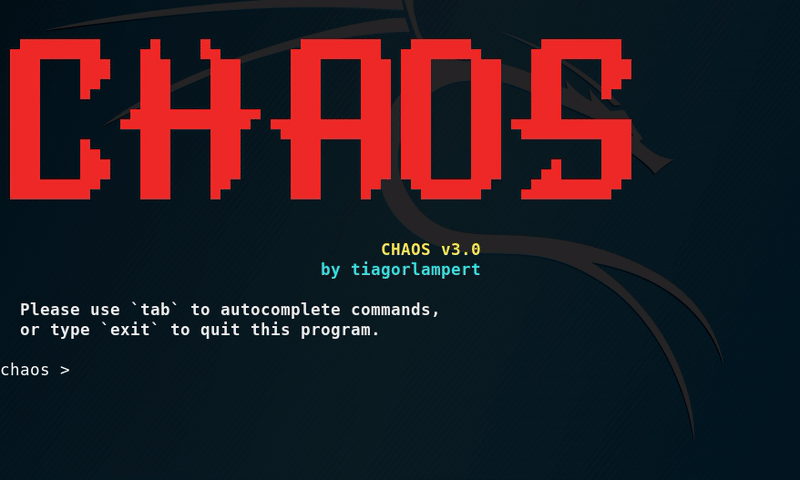 CHAOS
CHAOS v3.0
by tiagorlampert
Please use `tab` to autocomplete commands,
or type `exit` to quit this program.
chaos >